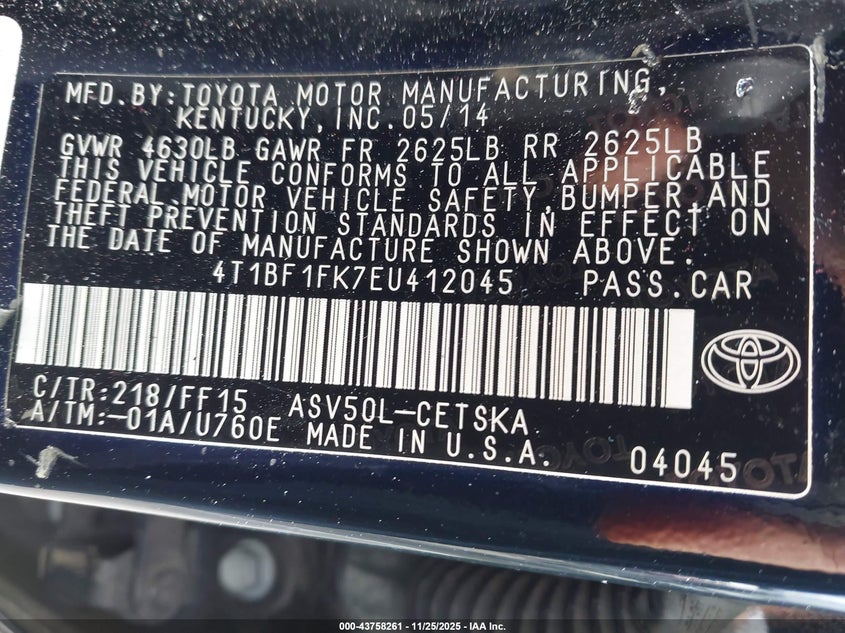 MFD.BY:TOYOTA MOTOR MANUFACTURING,
KENTUCKY,INC.05/14
GVWR 4630LB GAWR FR 2625LB RR 2625LB
THIS VEHICLE CONFORMS TO ALL APPLICABLE
FEDERAL MOTOR VEHICLE SAFETY,BUMPER,AND
THEFT PREVENTION STANDARDS IN EFFECT ON
THE DATE OF MANUFACTURE SHOWN ABOVE.
4T1BF1FK7EU412045 PASS.CAR
C/TR:218/FF15 ASV50L-CETSKA
A/TM:-01A/U760E MADE IN U.S.A. 04045
000-43758261 - 11/25/2025 - IAA Inc.